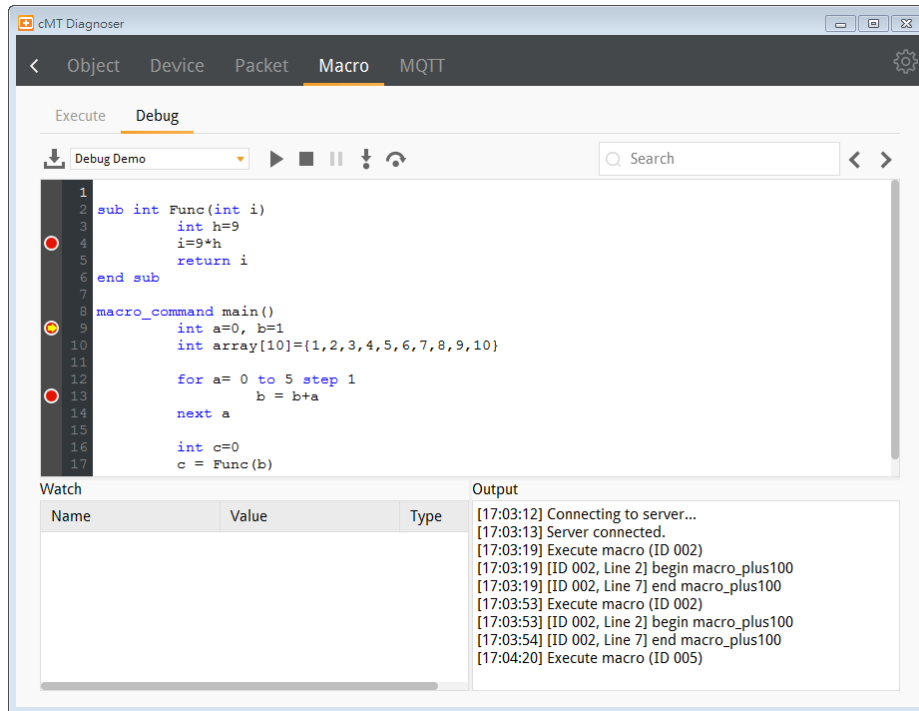 cMT Diagnoser
Object Device Packet Macro MQTT
Execute Debug
Debug Demo Search
1
2 sub int Func(int i)
3 int h=9
4 i=9*h
5 return i
6 end sub
7
8 macro_command main()
9 int a=0, b=1
10 int array[10]={1,2,3,4,5,6,7,8,9,10}
11
12 for a= 0 to 5 step 1
13 b = b+a
14 next a
15
16 int c=0
17 c = Func(b)
Watch
Name Value Type
Output
[17:03:12] Connecting to server...
[17:03:13] Server connected.
[17:03:19] Execute macro (ID 002)
[17:03:19] [ID 002, Line 2] begin macro_plus100
[17:03:19] [ID 002, Line 7] end macro_plus100
[17:03:53] Execute macro (ID 002)
[17:03:53] [ID 002, Line 2] begin macro_plus100
[17:03:54] [ID 002, Line 7] end macro_plus100
[17:04:20] Execute macro (ID 005)